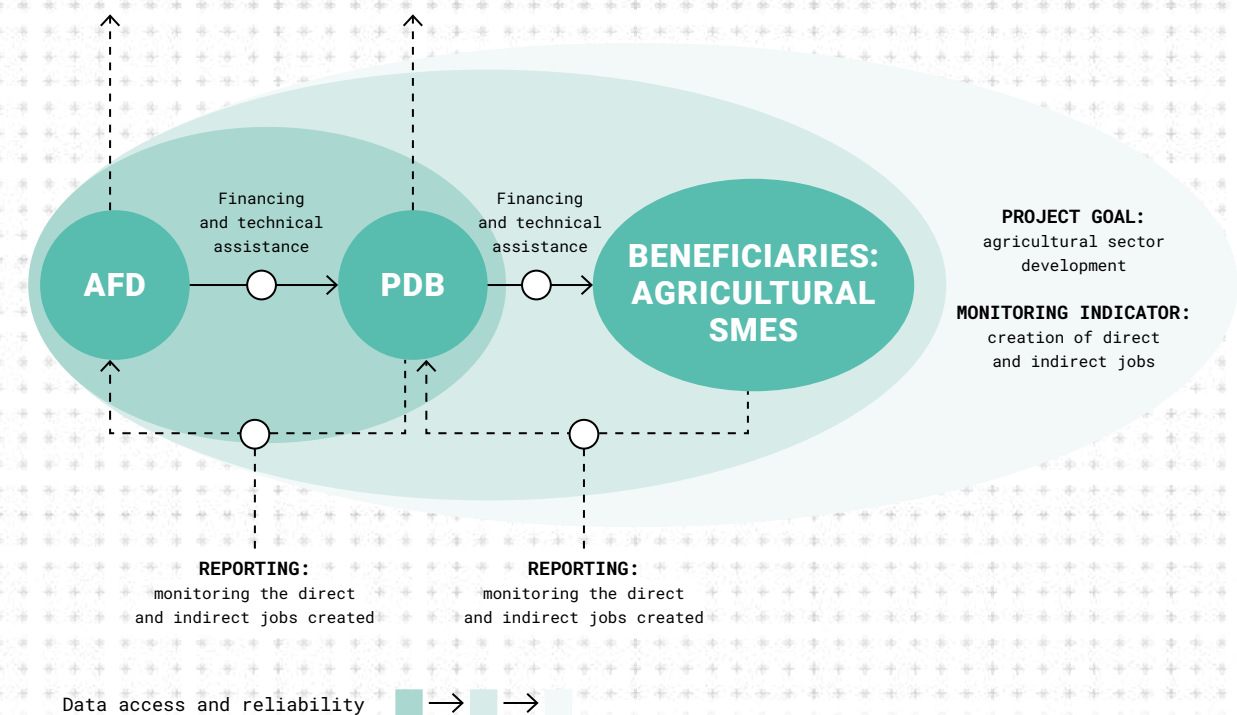 Financing
and technical
assistance
Financing
and technical
assistance
AFD
PDB
BENEFICIARIES:
AGRICULTURAL
SMES
PROJECT GOAL:
agricultural sector
development
MONITORING INDICATOR:
creation of direct
and indirect jobs
REPORTING:
monitoring the direct
and indirect jobs created
REPORTING:
monitoring the direct
and indirect jobs created
Data access and reliability